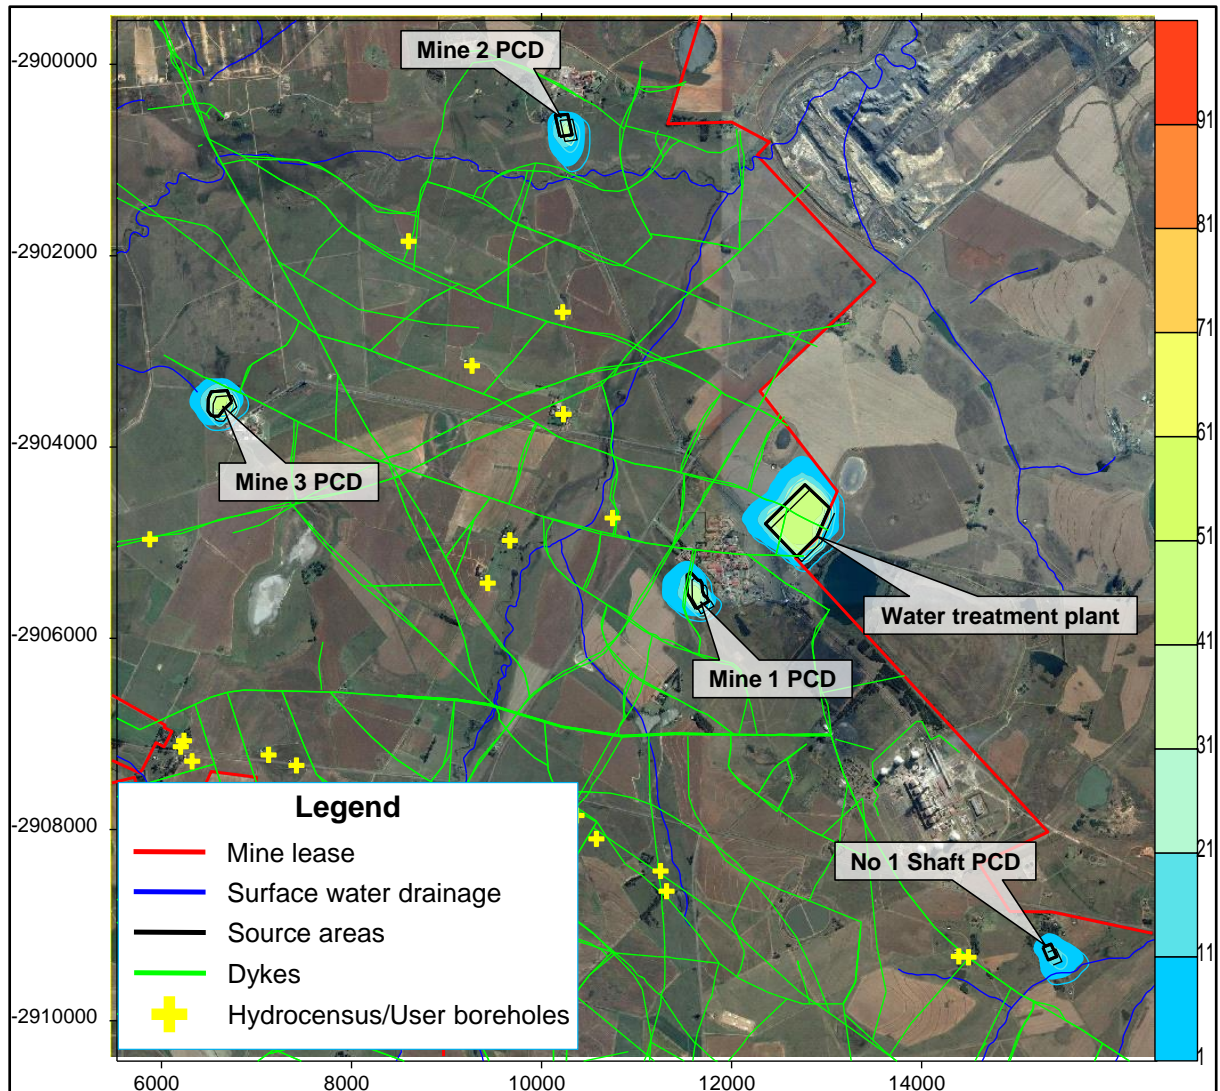 Mine 2 PCD
-2900000
91
81
-2902000
71
61
-2904000
Mine 3 PCD
51
Water treatment plant
41
-2906000
Mine 1 PCD
31
Legend
-2908000
Mine lease
21
No 1 Shaft PCD
Surface water drainage
Source areas
11
Dykes
-2910000
Hydrocensus/User boreholes
1
6000 8000 10000 12000 14000